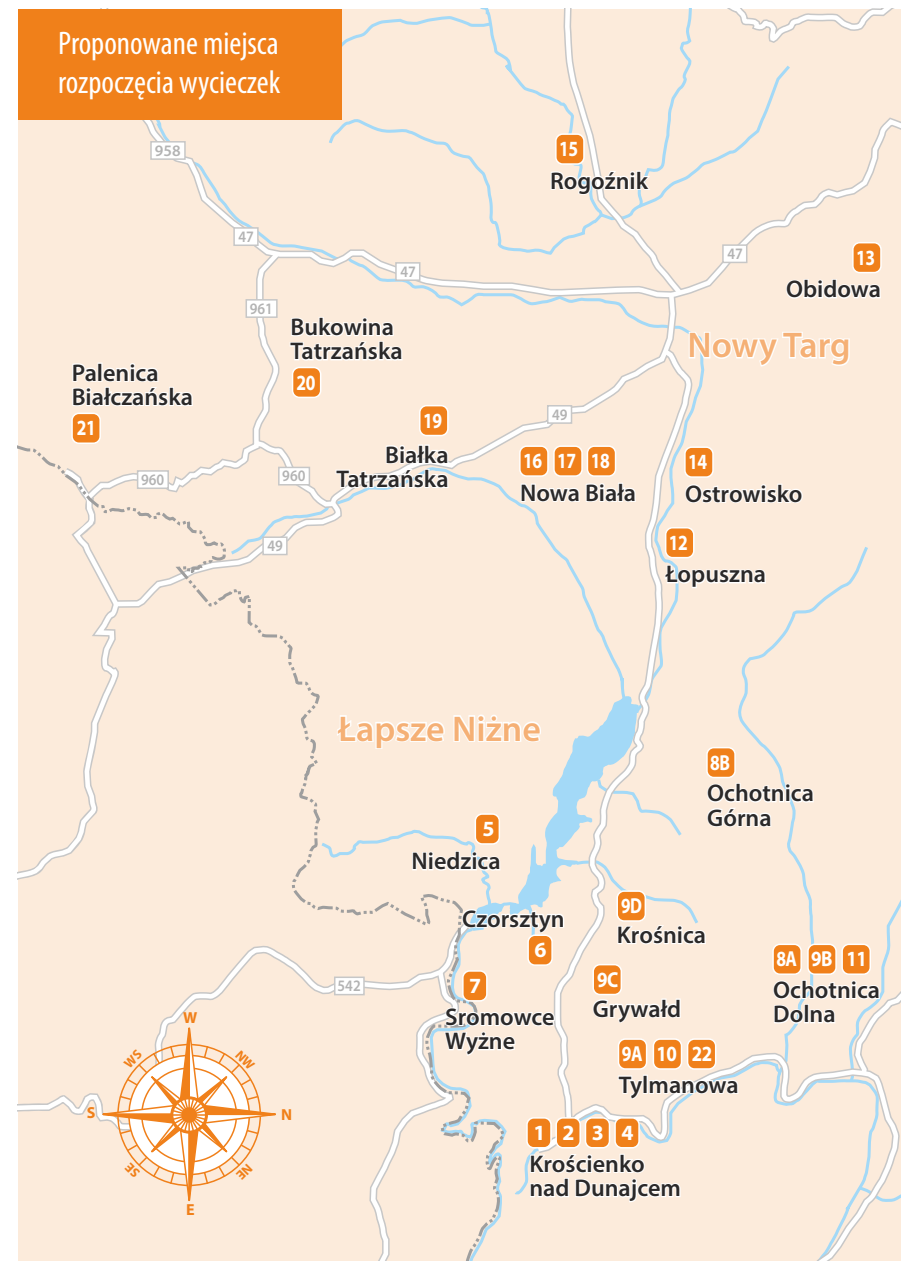 Proponowane miejsca
rozpoczęcia wycieczek
958
15
Rogoźnik
47
47
47
13
Obidowa
961
Bukowina
Tatrzańska
20
Nowy Targ
Palenica
Białczańska
21
19
Białka
Tatrzańska
49
16 17 18
Nowa Biała
14
Ostrowisko
960
960
49
12
Łopuszna
Łapsze Niżne
8B
Ochotnica
Górna
5
Niedzica
9D
Krośnica
Czorsztyn
6
8A 9B 11
Ochotnica
Dolna
542
7
Sromowce
Wyżne
9C
Grywałd
9A 10 22
Tylmanowa
W
WS
NW
S
N
SE
NE
E
1 2 3 4
Krościenko
nad Dunajcem